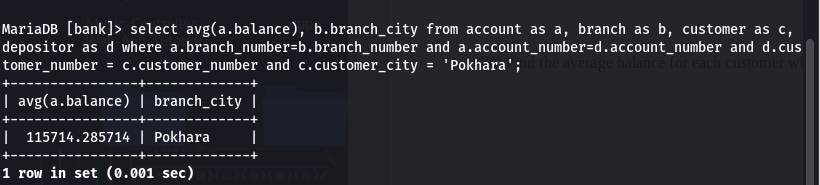 MariaDB [bank]> select avg(a.balance), b.branch_city from account as a, branch as b, customer as c,
depositor as d where a.branch_number=b.branch_number and a.account_number=d.account_number and d.cus
tomer_number = c.customer_number and c.customer_city = 'Pokhara';
+----------------+-------------+
| avg(a.balance) | branch_city |
+----------------+-------------+
|  115714.285714 | Pokhara     |
+----------------+-------------+
1 row in set (0.001 sec)